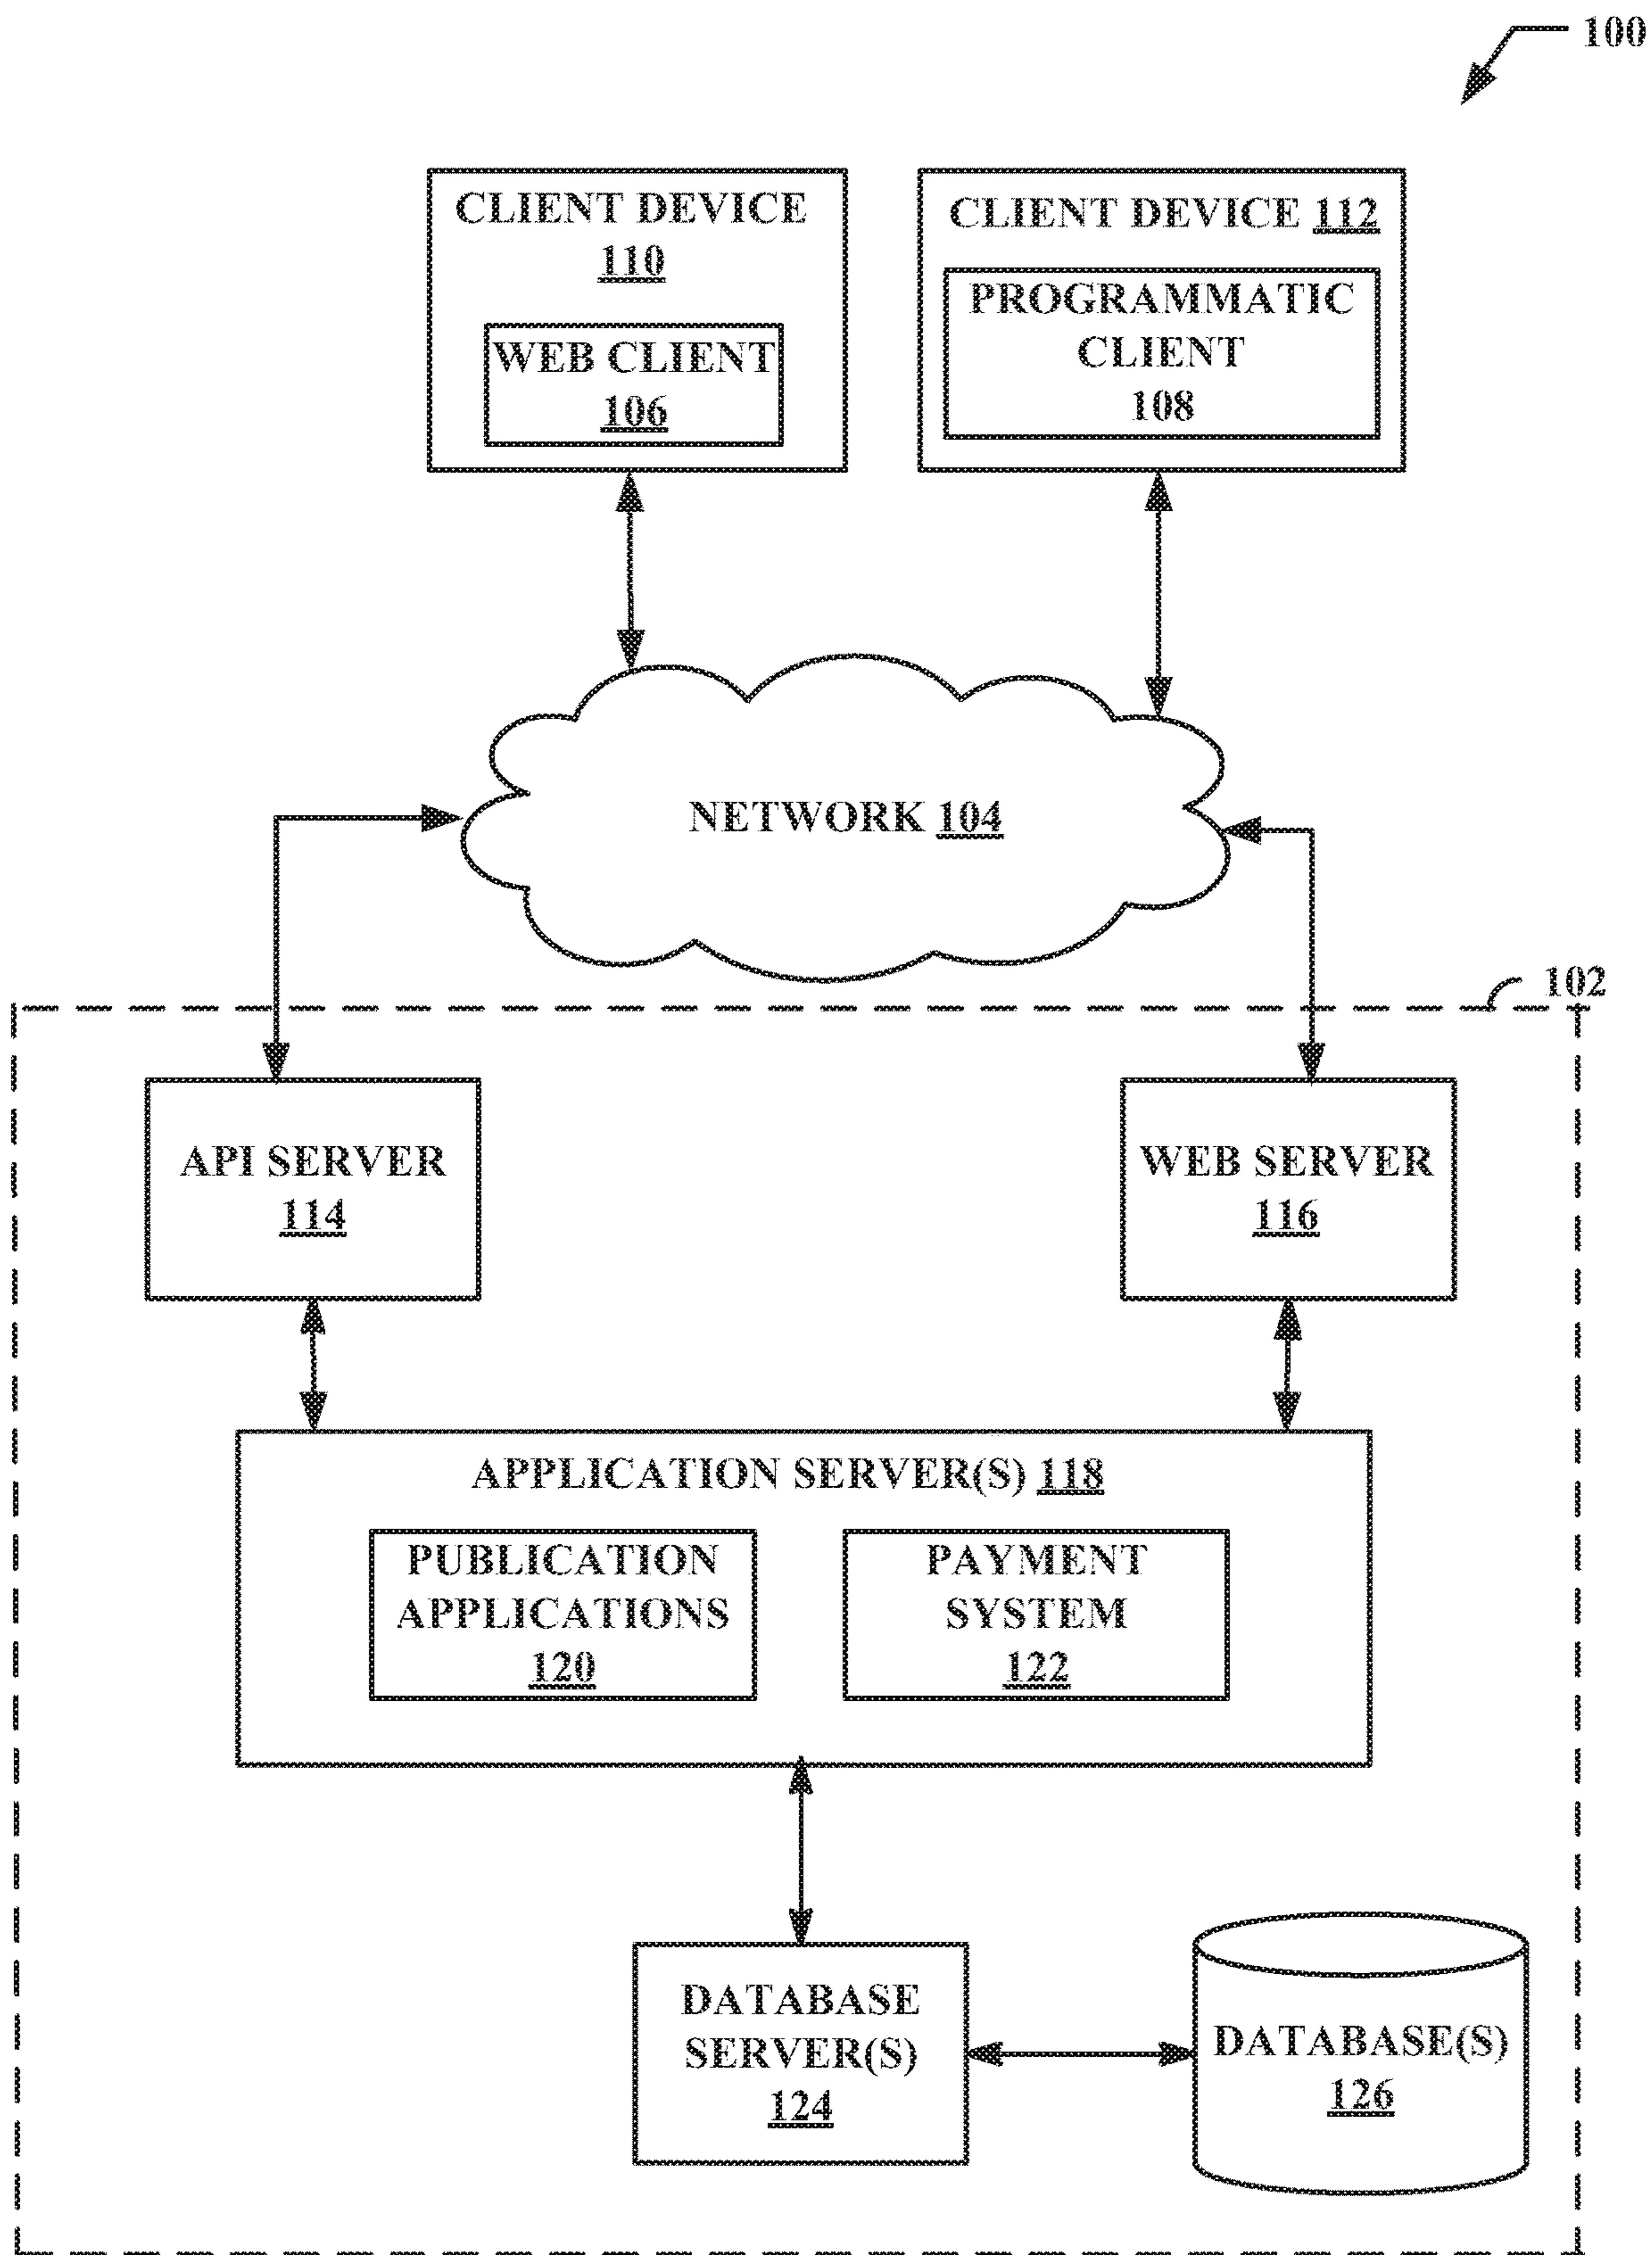 100
CLIENT DEVICE
110
WEB CLIENT
106
CLIENT DEVICE 112
PROGRAMMATIC
CLIENT
108
NETWORK 104
102
API SERVER
114
WEB SERVER
116
APPLICATION SERVER(S) 118
PUBLICATION
APPLICATIONS
120
PAYMENT
SYSTEM
122
DATABASE
SERVER(S)
124
DATABASE(S)
126